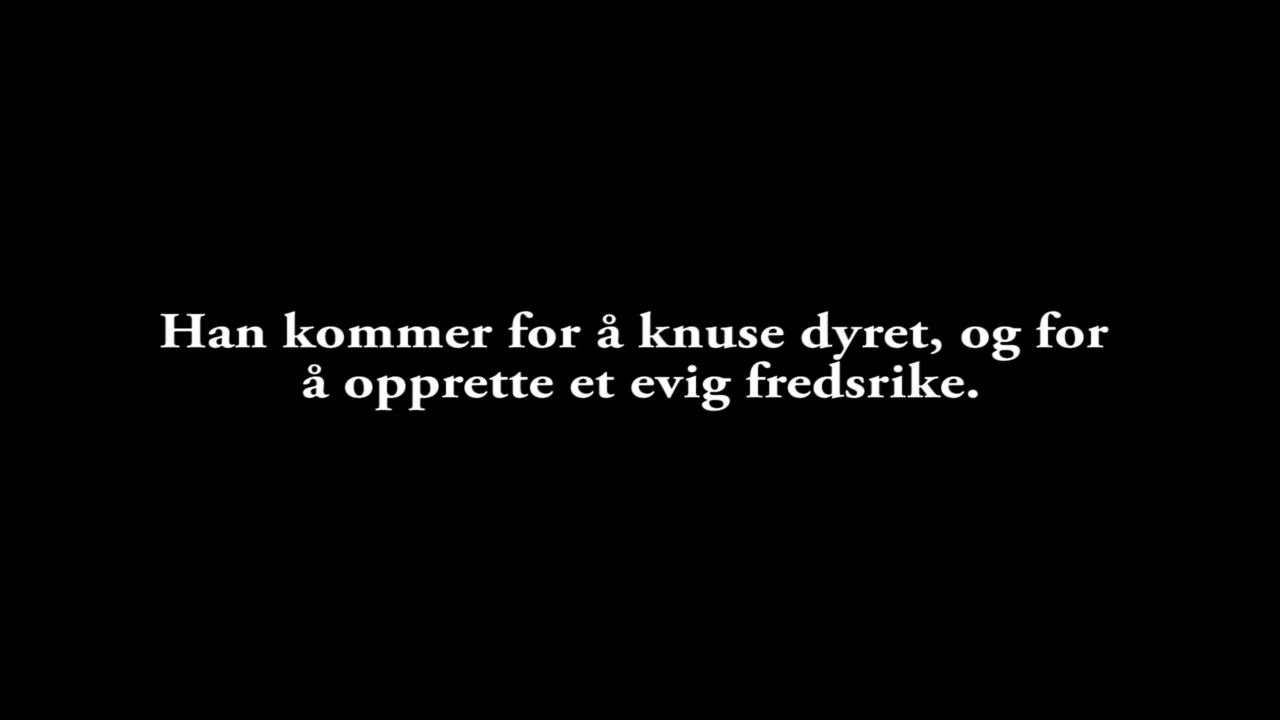 Han kommer for å knuse dyret, og for
å opprette et evig fredsrike.